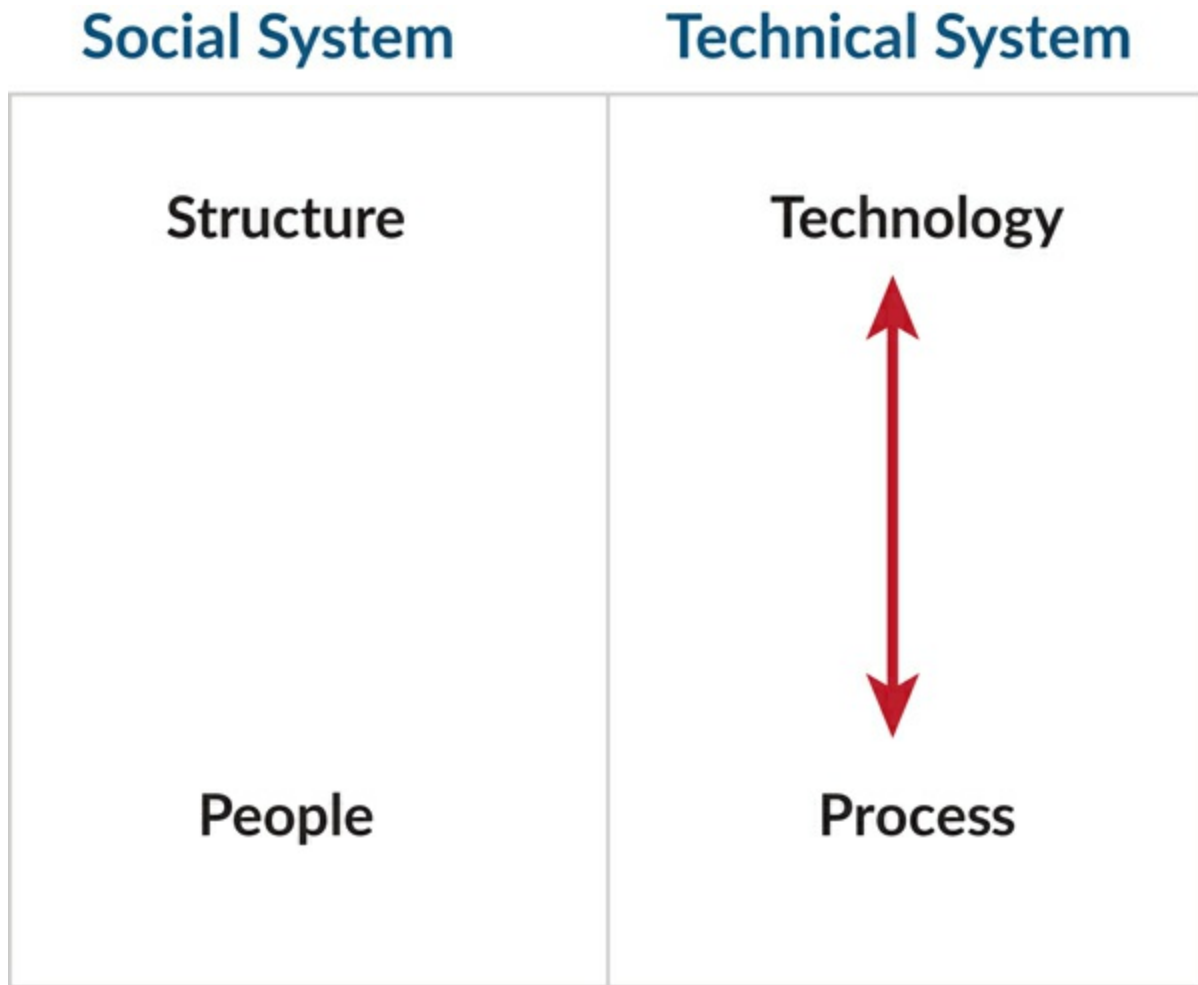 Social System
Technical System
Structure
Technology
People
Process